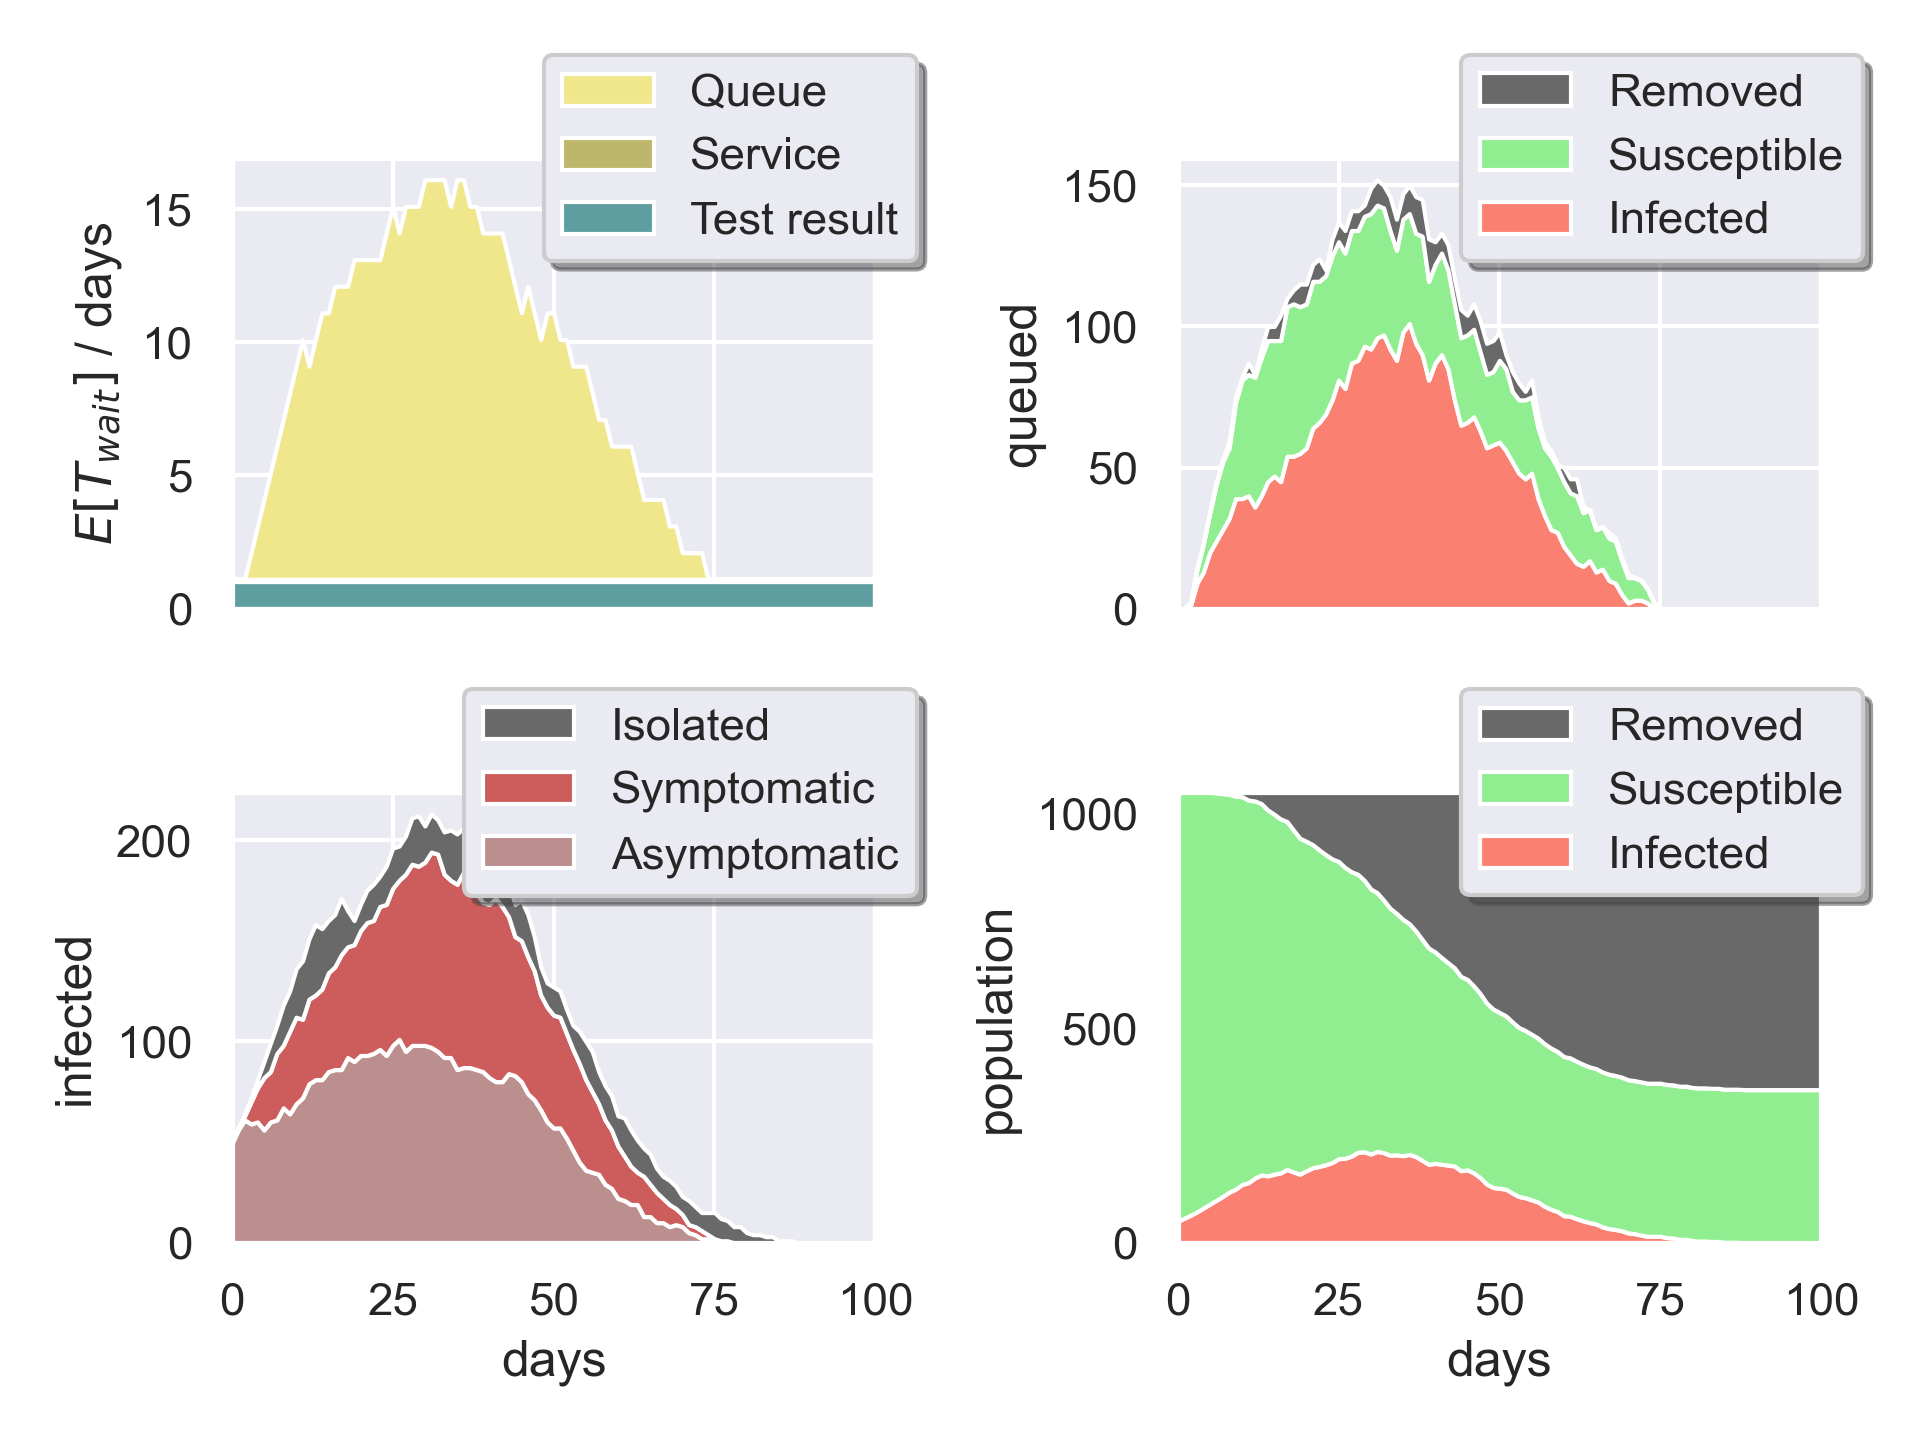 Queue
Service
Test result
15
10
5
0
E[T_wait] / days
Removed
Susceptible
Infected
150
100
50
0
queued
Isolated
Symptomatic
Asymptomatic
200
100
0
infected
0 25 50 75 100
days
Removed
Susceptible
Infected
1000
500
0
population
0 25 50 75 100
days